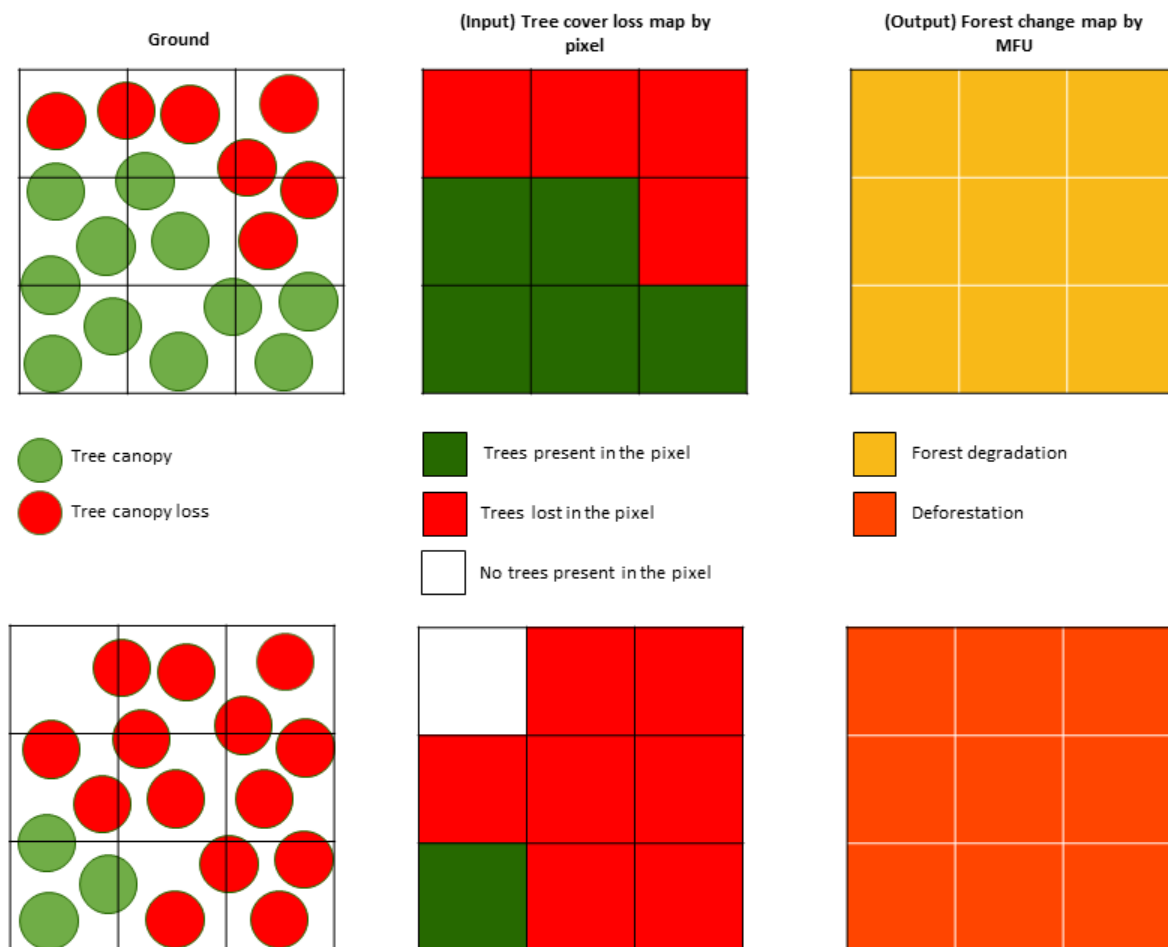 Ground
(Input) Tree cover loss map by
pixel
(Output) Forest change map by
MFU
Tree canopy
Tree canopy loss
Trees present in the pixel
Trees lost in the pixel
No trees present in the pixel
Forest degradation
Deforestation